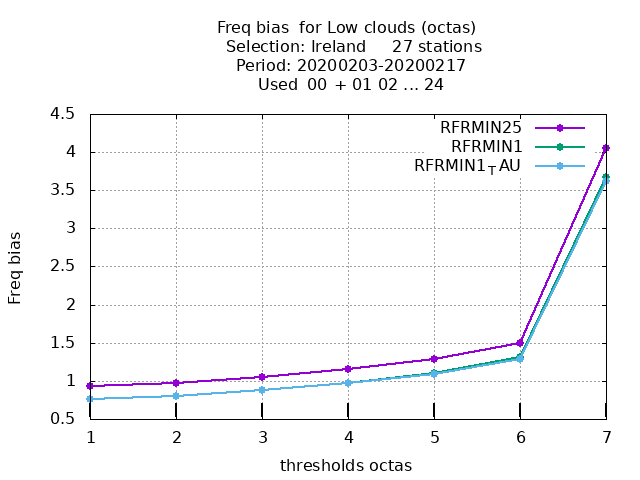 Freq bias  for Low clouds (octas)
Selection: Ireland     27 stations
Period: 20200203-20200217
Used  00  + 01 02 ... 24
RFRMIN25
RFRMIN1
RFRMIN1TAU
4.5
4
3.5
3
2.5
2
1.5
1
0.5
Freq bias
1 2 3 4 5 6 7
thresholds octas